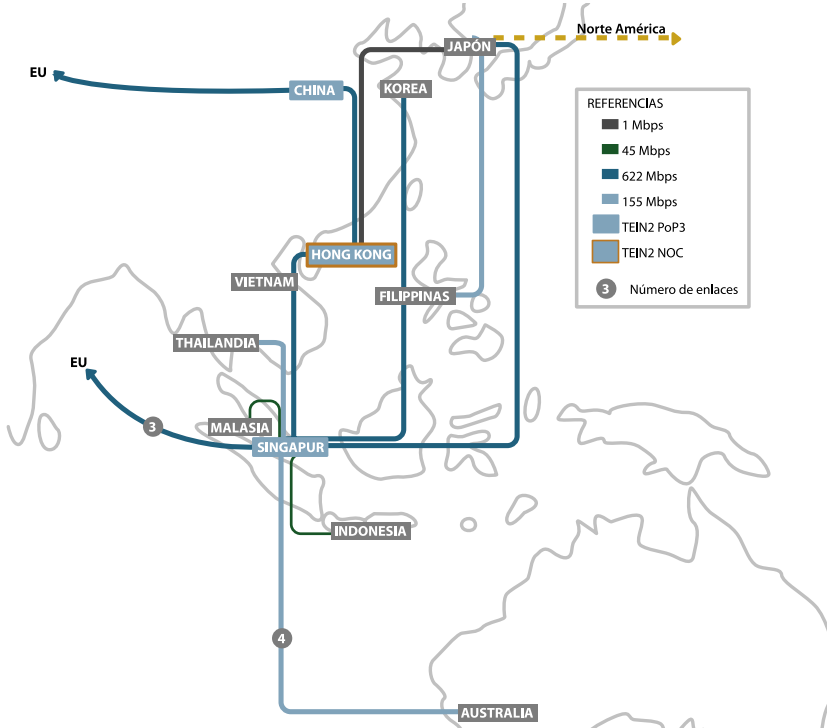 Norte América
JAPÓN
EU
CHINA
KOREA
REFERENCIAS
1 Mbps
45 Mbps
622 Mbps
155 Mbps
TEIN2 PoP3
TEIN2 NOC
3 Número de enlaces
HONG KONG
VIETNAM
FILIPPINAS
THAILANDIA
EU
3
MALASIA
SINGAPUR
INDONESIA
4
AUSTRALIA